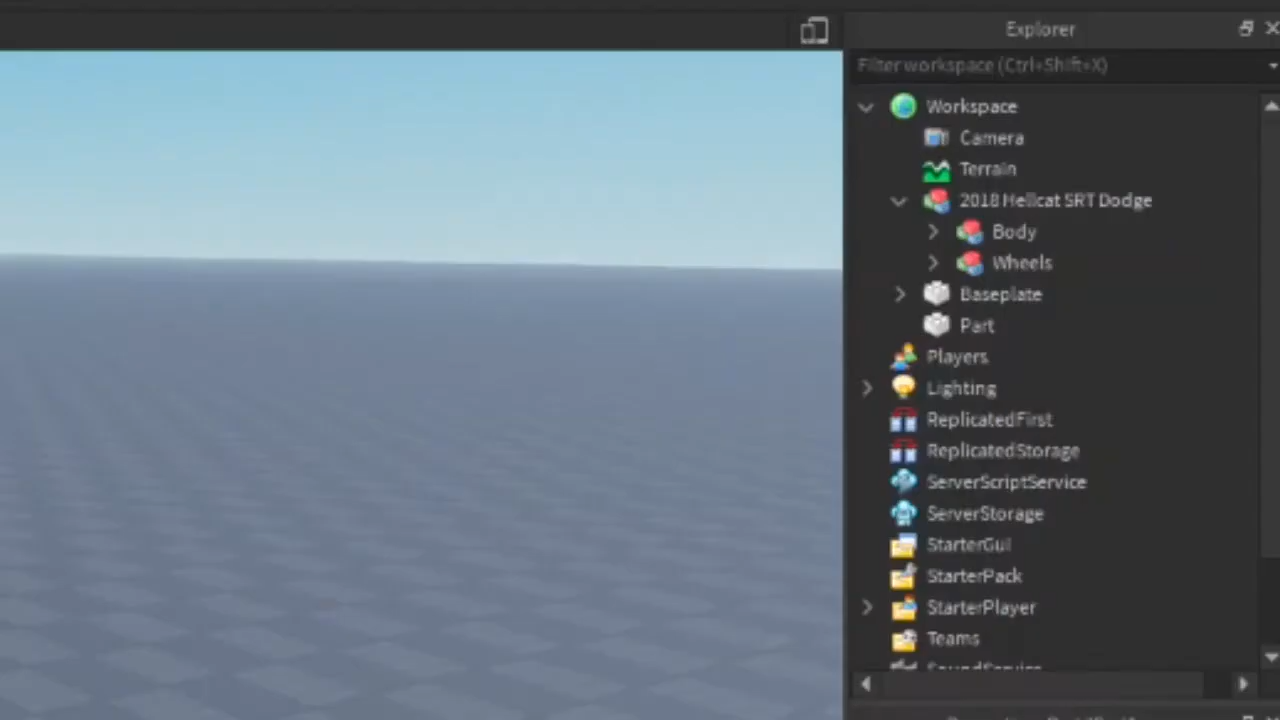 Explorer
Filter workspace (Ctrl+Shift+X)
Workspace
Camera
Terrain
2018 Hellcat SRT Dodge
Body
Wheels
Baseplate
Part
Players
Lighting
ReplicatedFirst
ReplicatedStorage
ServerScriptService
ServerStorage
StarterGui
StarterPack
StarterPlayer
Teams
SoundService